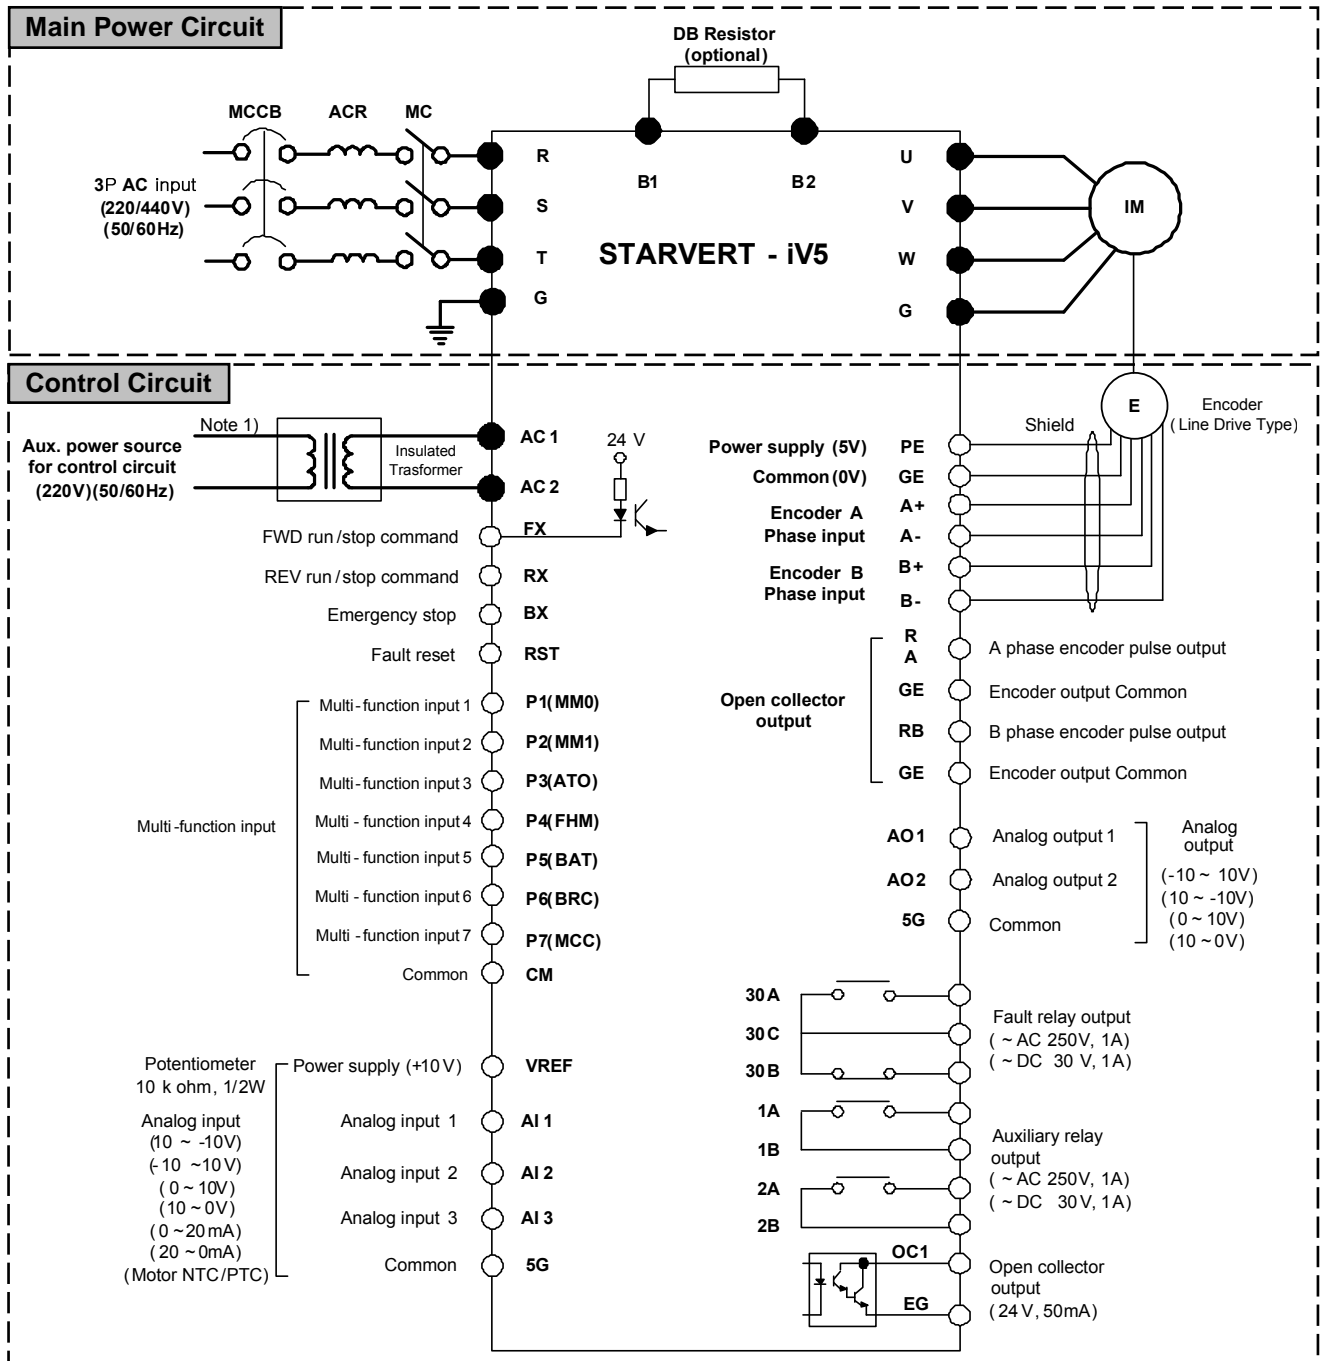 Main Power Circuit
DB Resistor
(optional)
MCCB
ACR
MC
3P AC input
(220/440V)
(50/60Hz)
R
S
T
G
B1
B2
STARVERT - iV5
U
V
W
G
IM
Control Circuit
Note 1)
Aux. power source
for control circuit
(220V)(50/60Hz)
Insulated
Trasformer
AC 1
AC 2
24 V
FWD run/stop command
FX
REV run/stop command
RX
Emergency stop
BX
Fault reset
RST
Multi-function input
Multi-function input 1
P1(MM0)
Multi-function input 2
P2(MM1)
Multi-function input 3
P3(ATO)
Multi - function input 4
P4(FHM)
Multi - function input 5
P5(BAT)
Multi - function input 6
P6(BRC)
Multi - function input 7
P7(MCC)
Common
CM
Potentiometer
10 k ohm, 1/2W
Analog input
(10 ~ -10V)
(-10 ~10V)
(0 ~ 10V)
(10 ~ 0V)
(0 ~20mA)
(20 ~0mA)
(Motor NTC/PTC)
Power supply (+10V)
VREF
Analog input 1
AI 1
Analog input 2
AI 2
Analog input 3
AI 3
Common
5G
E
Encoder
(Line Drive Type)
Shield
Power supply (5V)
PE
Common (0V)
GE
Encoder A
Phase input
A+
A-
Encoder B
Phase input
B+
B-
Open collector
output
R
A
A phase encoder pulse output
GE
Encoder output Common
RB
B phase encoder pulse output
GE
Encoder output Common
AO1
Analog output 1
AO2
Analog output 2
5G
Common
Analog
output
(-10 ~ 10V)
(10 ~ -10V)
(0 ~ 10V)
(10 ~0V)
30A
30C
30B
Fault relay output
( ~ AC 250V, 1A)
( ~ DC 30 V, 1A)
1A
1B
2A
2B
Auxiliary relay
output
( ~ AC 250V, 1A)
( ~ DC 30V, 1A)
OC1
EG
Open collector
output
(24V, 50mA)